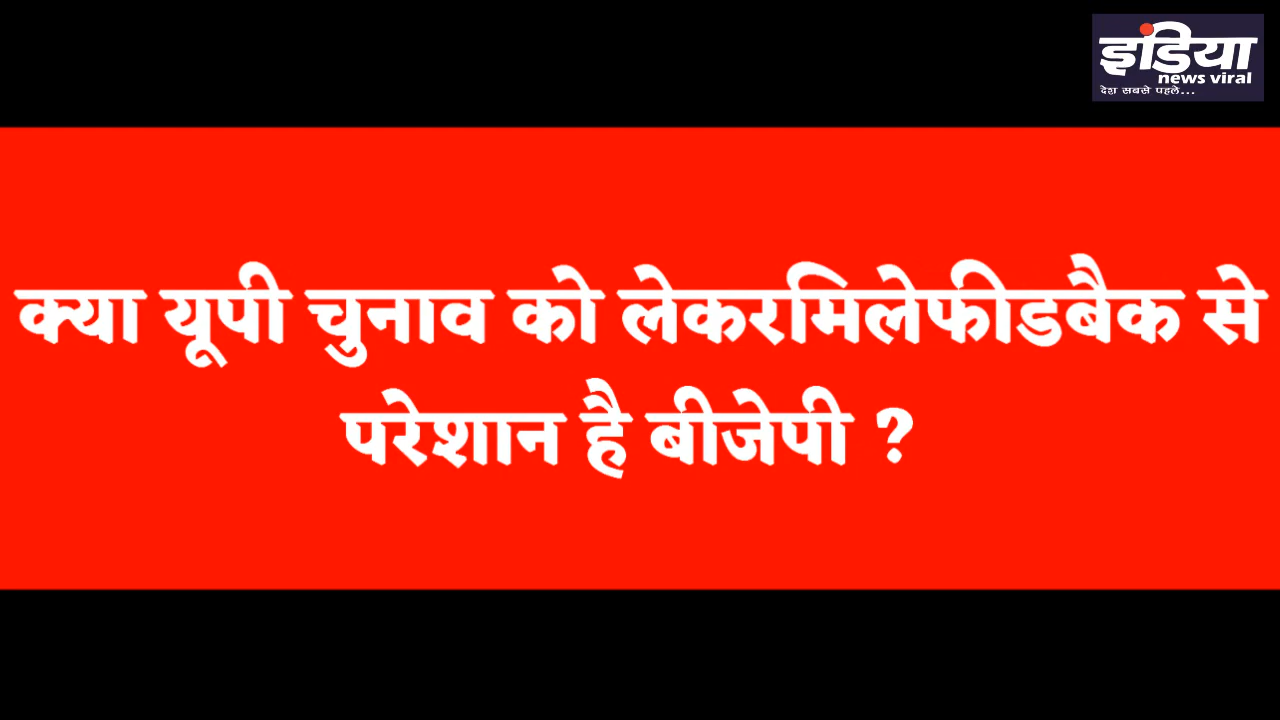 इंडिया
news viral
देश सबसे पहले...
क्या यूपी चुनाव को लेकरमिलेफीडबैक से
परेशान है बीजेपी ?